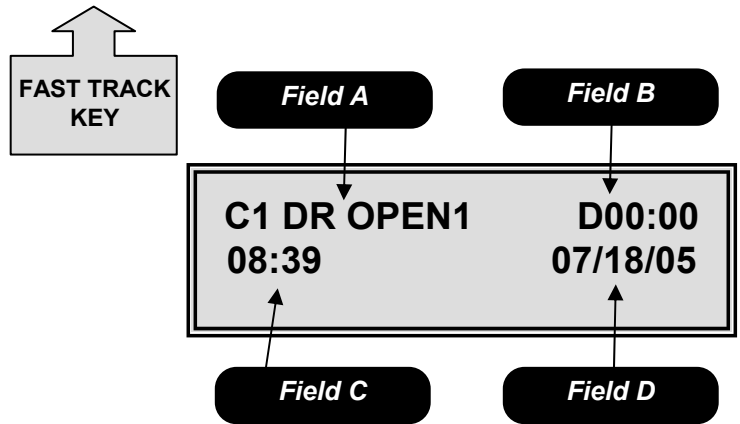 FAST TRACK
KEY
Field A
Field B
C1 DR OPEN1 D00:00
08:39 07/18/05
Field C
Field D